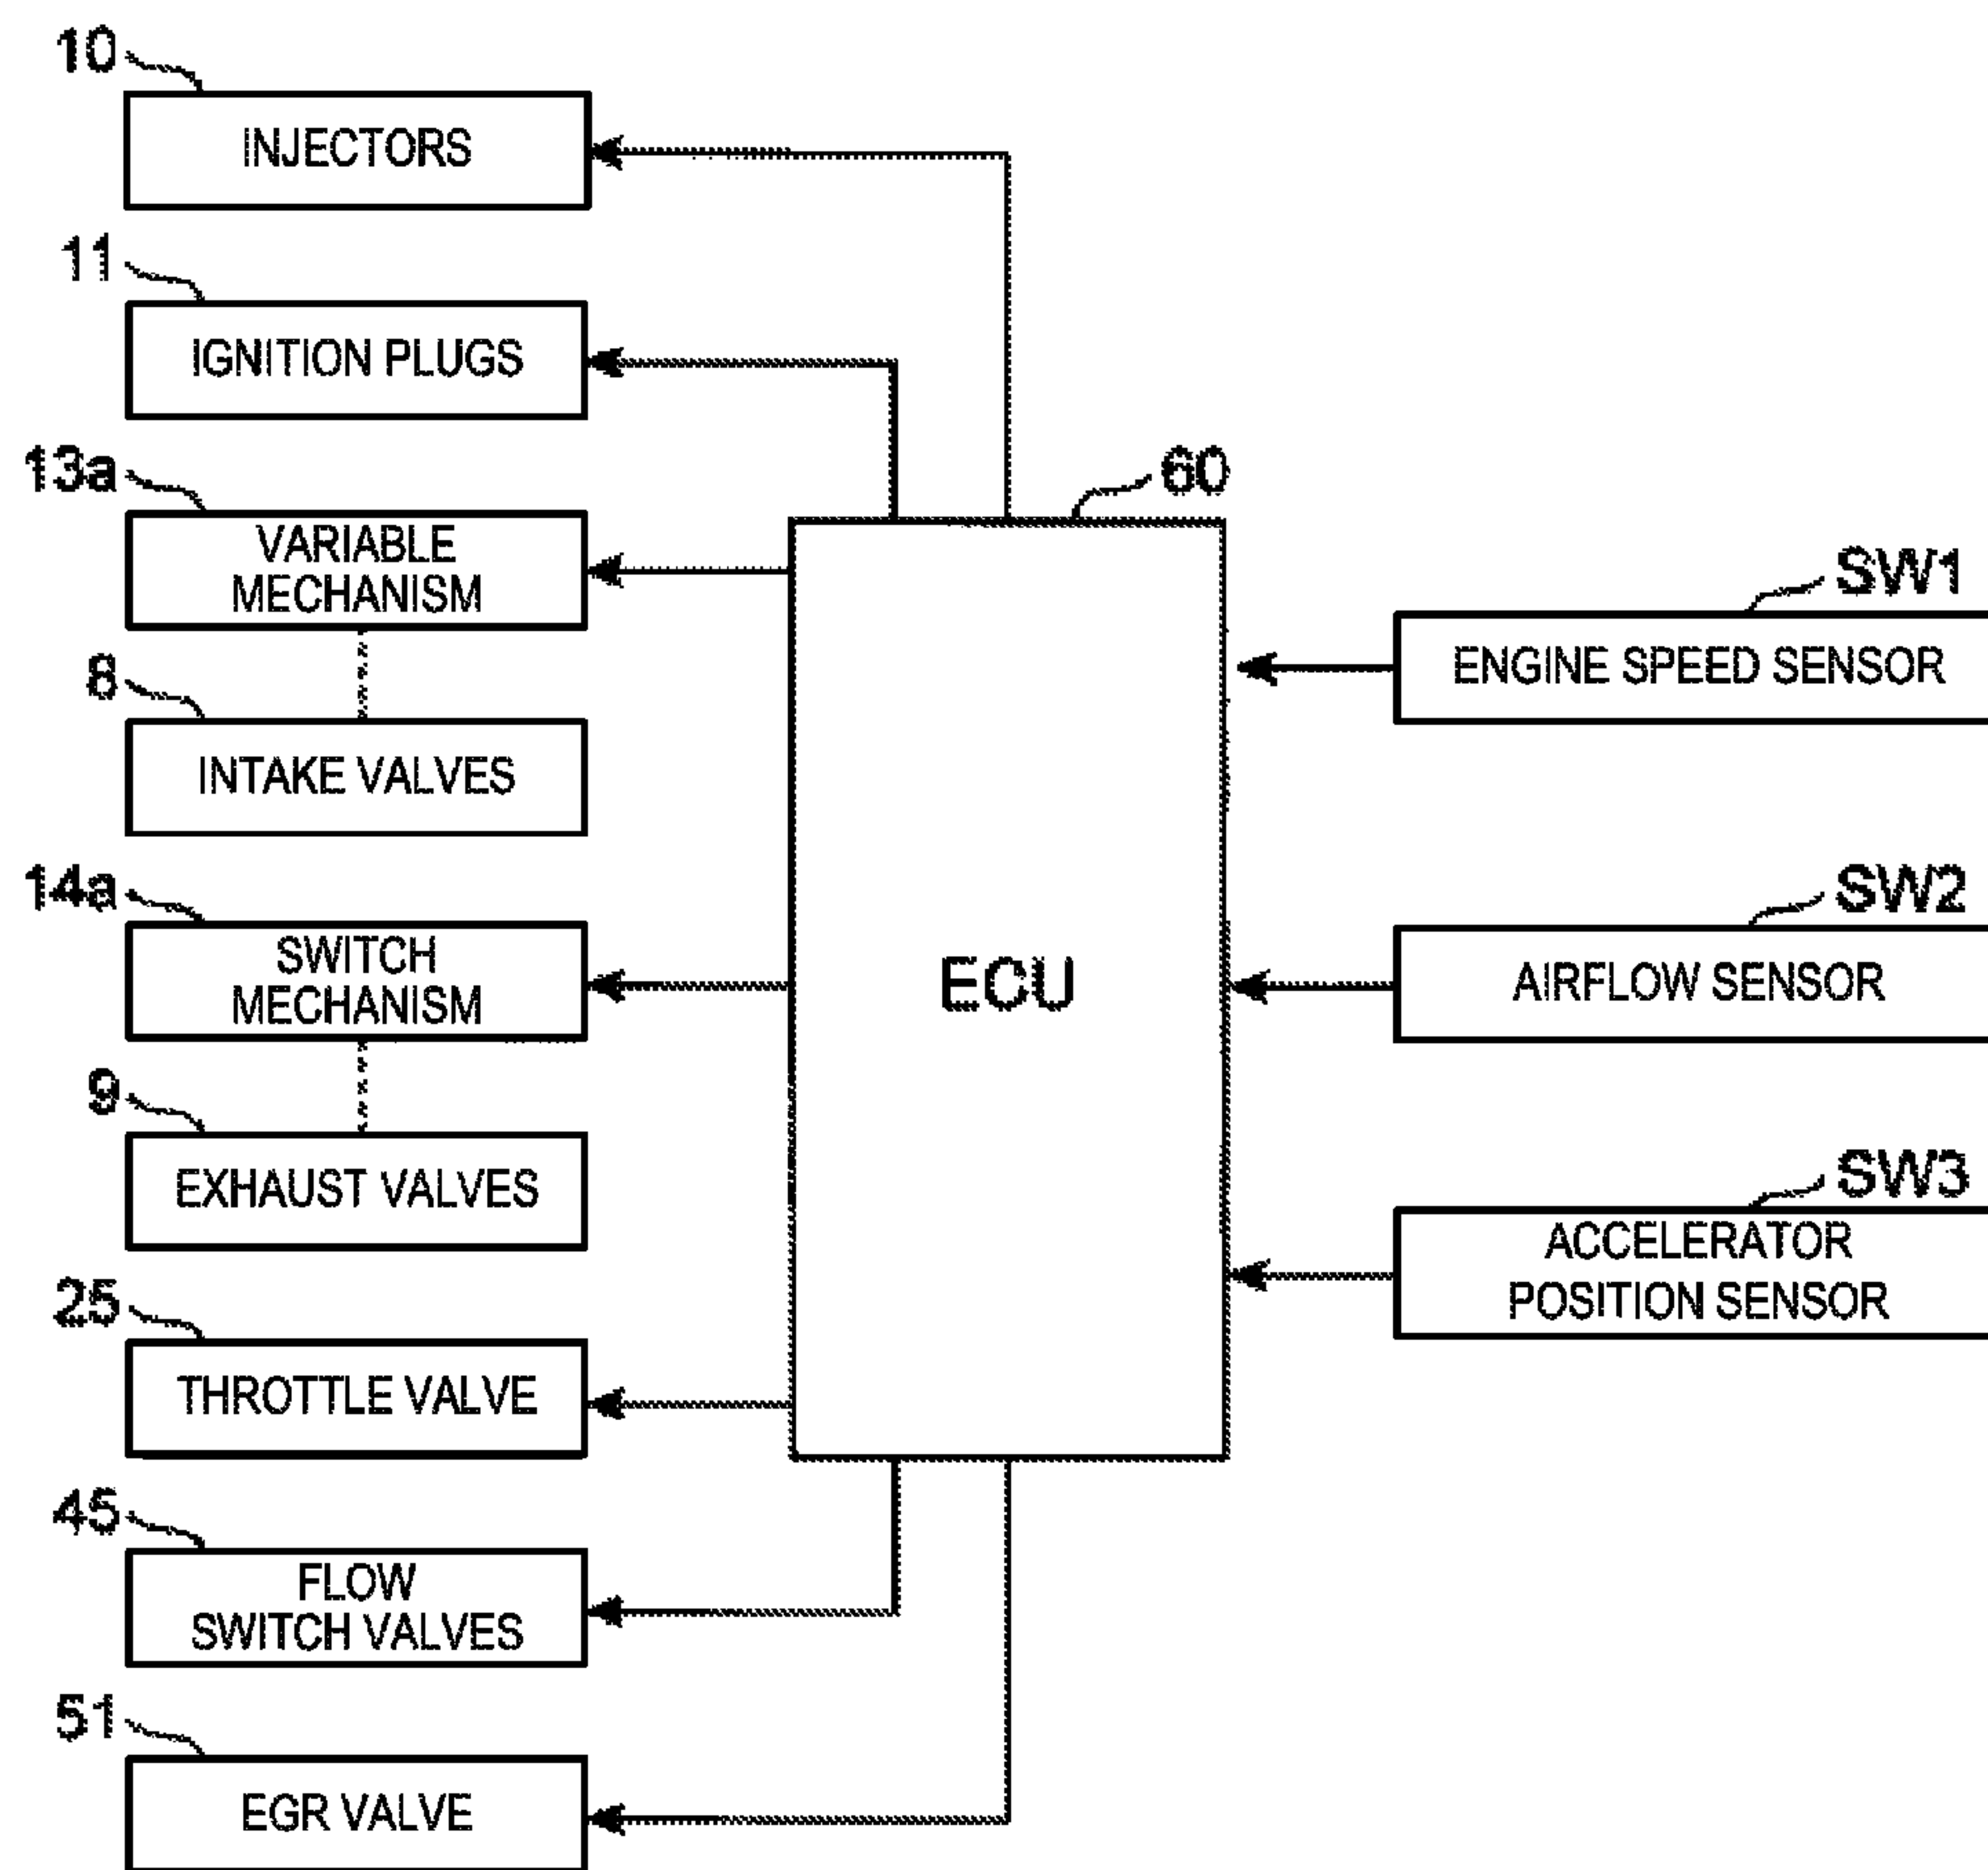 10
INJECTORS
11
IGNITION PLUGS
13a
VARIABLE
MECHANISM
8
INTAKE VALVES
14a
SWITCH
MECHANISM
9
EXHAUST VALVES
25
THROTTLE VALVE
45
FLOW
SWITCH VALVES
51
EGR VALVE
60
ECU
SW1
ENGINE SPEED SENSOR
SW2
AIRFLOW SENSOR
SW3
ACCELERATOR
POSITION SENSOR